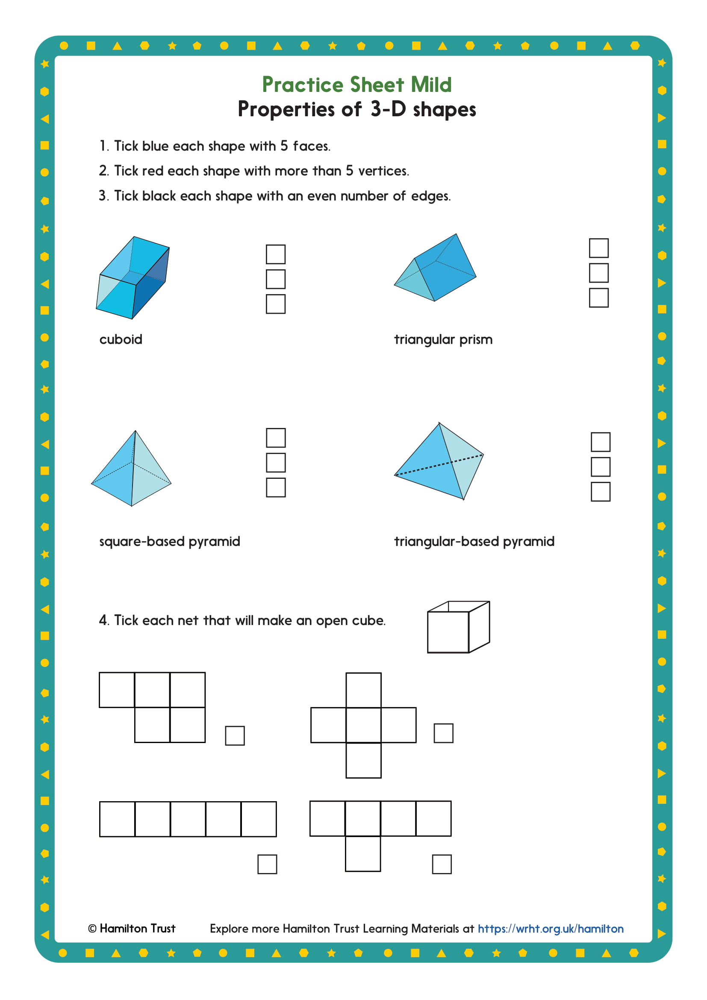 Practice Sheet Mild
Properties of 3-D shapes
1. Tick blue each shape with 5 faces.
2. Tick red each shape with more than 5 vertices.
3. Tick black each shape with an even number of edges.
cuboid
triangular prism
square-based pyramid
triangular-based pyramid
4. Tick each net that will make an open cube.
© Hamilton Trust
Explore more Hamilton Trust Learning Materials at https://wrht.org.uk/hamilton